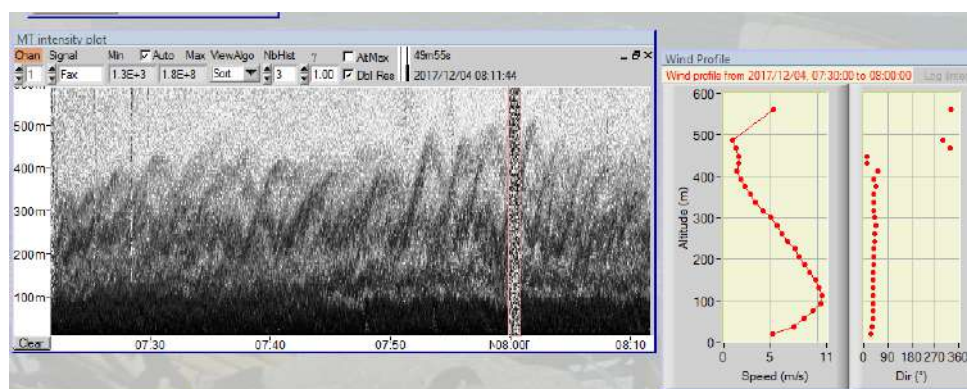 MT intensity plot
Chan Signal Min Auto Max ViewAlgo NbHist ? AltMax 49m55s
1 Fax 1.3E+3 1.8E+8 Sort 3 1.00 Dbl Res 2017/12/04 08:11:44
500m
400m
300m
200m
100m
Clear 07:30 07:40 07:50 08:00 08:10
Wind Profile
Wind profile from 2017/12/04, 07:30:00 to 08:00:00 Log
600
500
400
300
200
100
0
Altitude (m)
0 5 11 0 90 180 270 360
Speed (m/s) Dir (°)